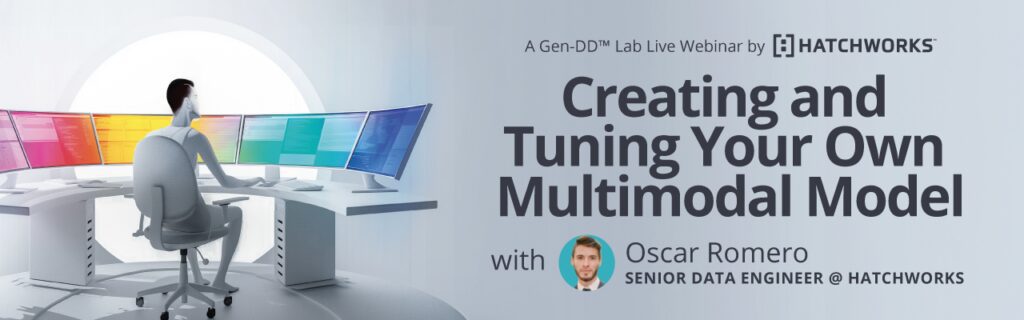 A Gen-DD™ Lab Live Webinar by HATCHWORKS™
Creating and
Tuning Your Own
Multimodal Model
with Oscar Romero
SENIOR DATA ENGINEER @ HATCHWORKS